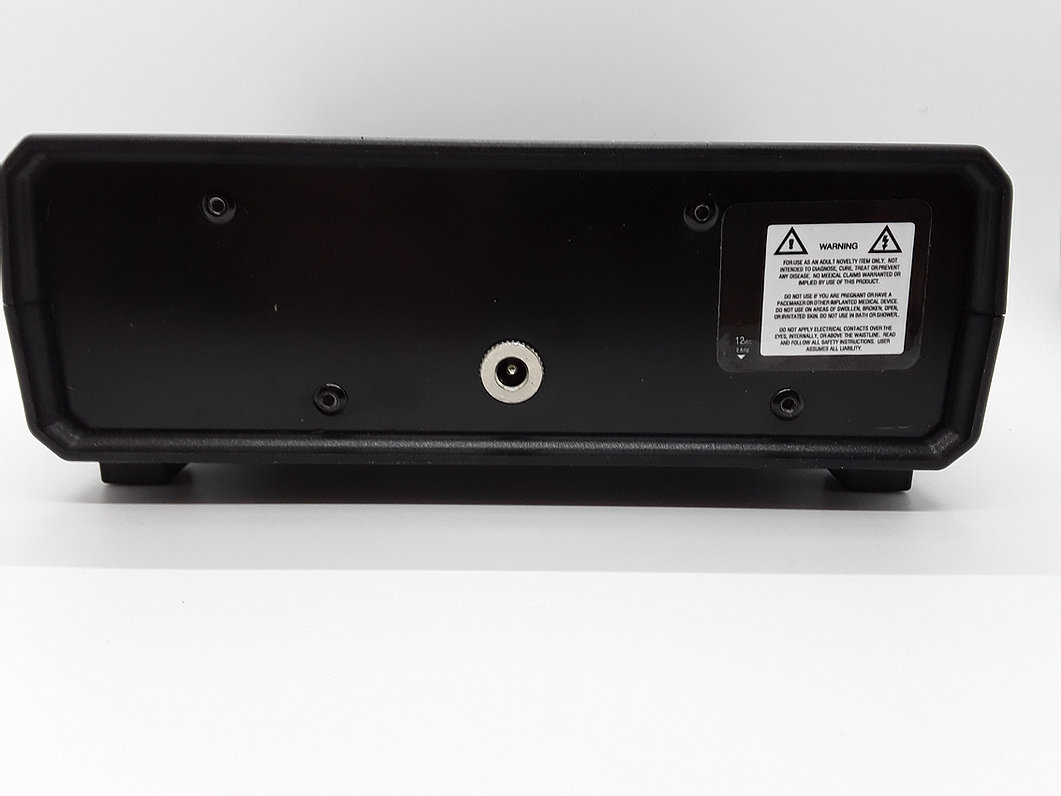 WARNING
FOR USE AS AN ADULT NOVELTY ITEM ONLY. NOT
INTENDED TO DIAGNOSE, CURE, TREAT OR PREVENT
ANY DISEASE. NO MEDICAL CLAIMS WARRANTED OR
IMPLIED BY USE OF THIS PRODUCT.
DO NOT USE IF YOU ARE PREGNANT OR HAVE A
PACEMAKER OR OTHER IMPLANTED MEDICAL DEVICE.
DO NOT USE ON AREAS OF SWOLLEN, BROKEN, OPEN,
OR IRRITATED SKIN. DO NOT USE IN BATH OR SHOWER.
DO NOT APPLY ELECTRICAL CONTACTS OVER THE
EYES, INTERNALLY, OR ABOVE THE WAISTLINE. READ
AND FOLLOW ALL SAFETY INSTRUCTIONS. USER
ASSUMES ALL LIABILITY.
12